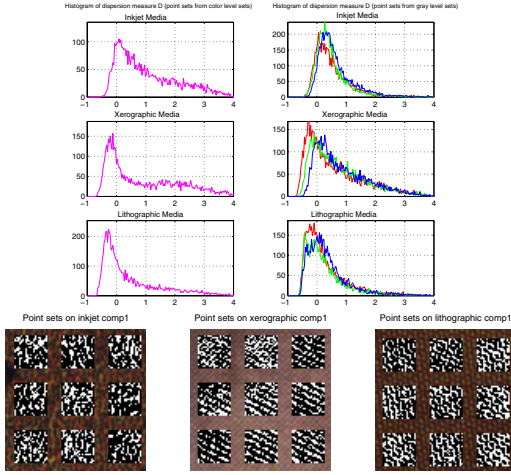 Histogram of dispersion measure D (point sets from color level sets)
Histogram of dispersion measure D (point sets from gray level sets)
Inkjet Media
Inkjet Media
100
50
0
−1 0 1 2 3 4
200
150
100
50
0
−1 0 1 2 3 4
Xerographic Media
Xerographic Media
150
100
50
0
−1 0 1 2 3 4
150
100
50
0
−1 0 1 2 3 4
Lithographic Media
Lithographic Media
200
100
0
−1 0 1 2 3 4
150
100
50
0
−1 0 1 2 3 4
Point sets on inkjet comp1
Point sets on xerographic comp1
Point sets on lithographic comp1